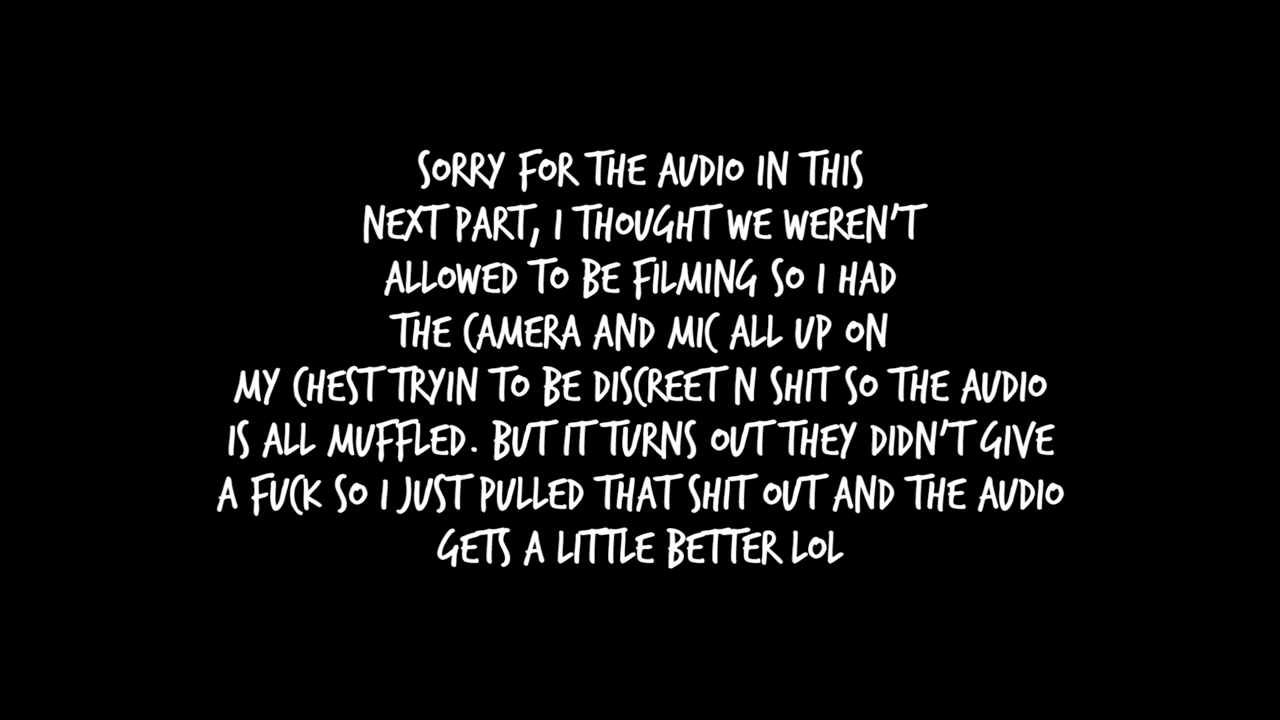 SORRY FOR THE AUDIO IN THIS
NEXT PART, I THOUGHT WE WEREN'T
ALLOWED TO BE FILMING SO I HAD
THE CAMERA AND MIC ALL UP ON
MY CHEST TRYIN TO BE DISCREET N SHIT SO THE AUDIO
IS ALL MUFFLED. BUT IT TURNS OUT THEY DIDN'T GIVE
A FUCK SO I JUST PULLED THAT SHIT OUT AND THE AUDIO
GETS A LITTLE BETTER LOL